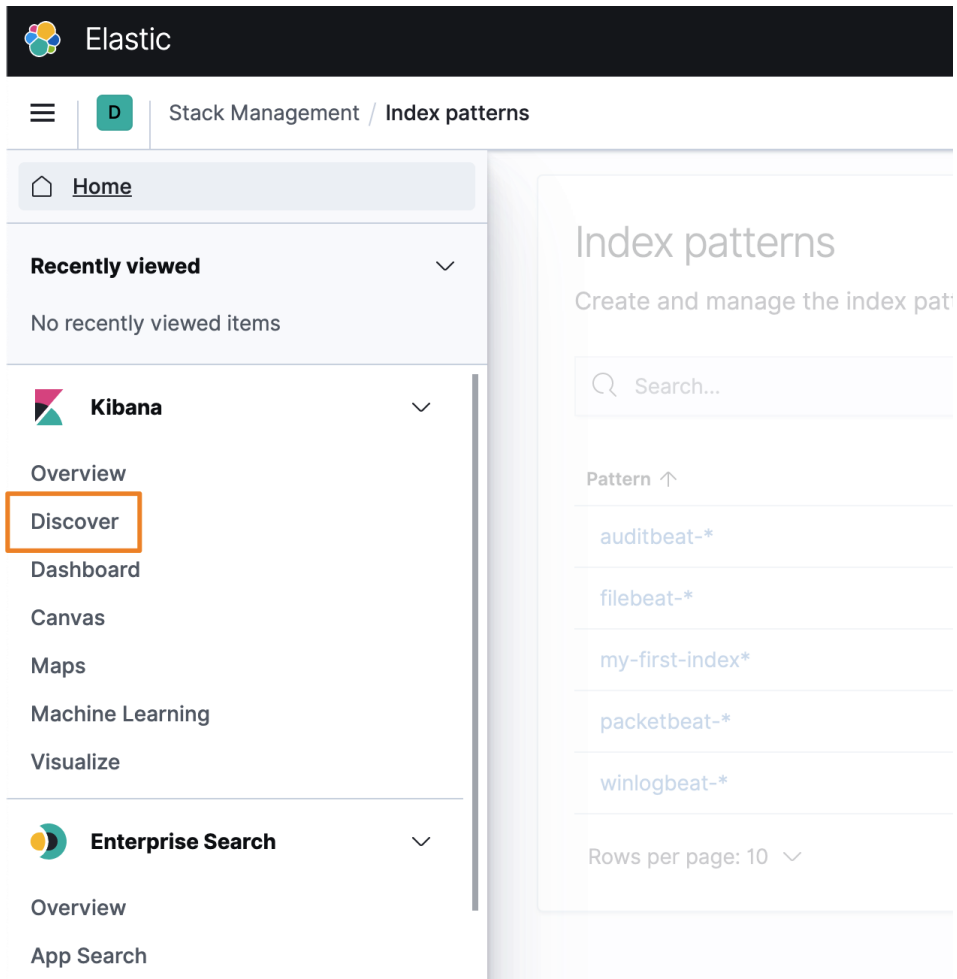 Elastic
D
Stack Management / Index patterns
Home
Recently viewed
No recently viewed items
Kibana
Overview
Discover
Dashboard
Canvas
Maps
Machine Learning
Visualize
Enterprise Search
Overview
App Search
Index patterns
Create and manage the index pat
Search...
Pattern ↑
auditbeat-*
filebeat-*
my-first-index*
packetbeat-*
winlogbeat-*
Rows per page: 10